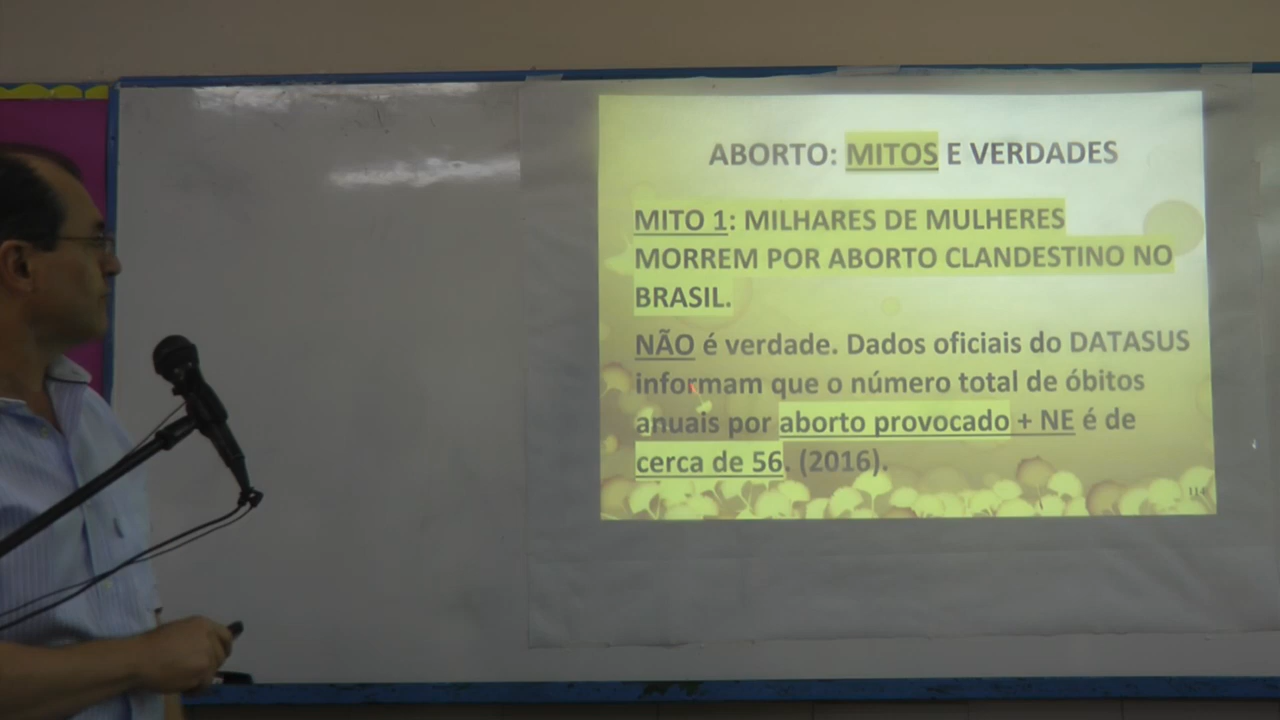 ABORTO: MITOS E VERDADES
MITO 1: MILHARES DE MULHERES
MORREM POR ABORTO CLANDESTINO NO
BRASIL.
NÃO é verdade. Dados oficiais do DATASUS
informam que o número total de óbitos
anuais por aborto provocado + NE é de
cerca de 56. (2016).
114